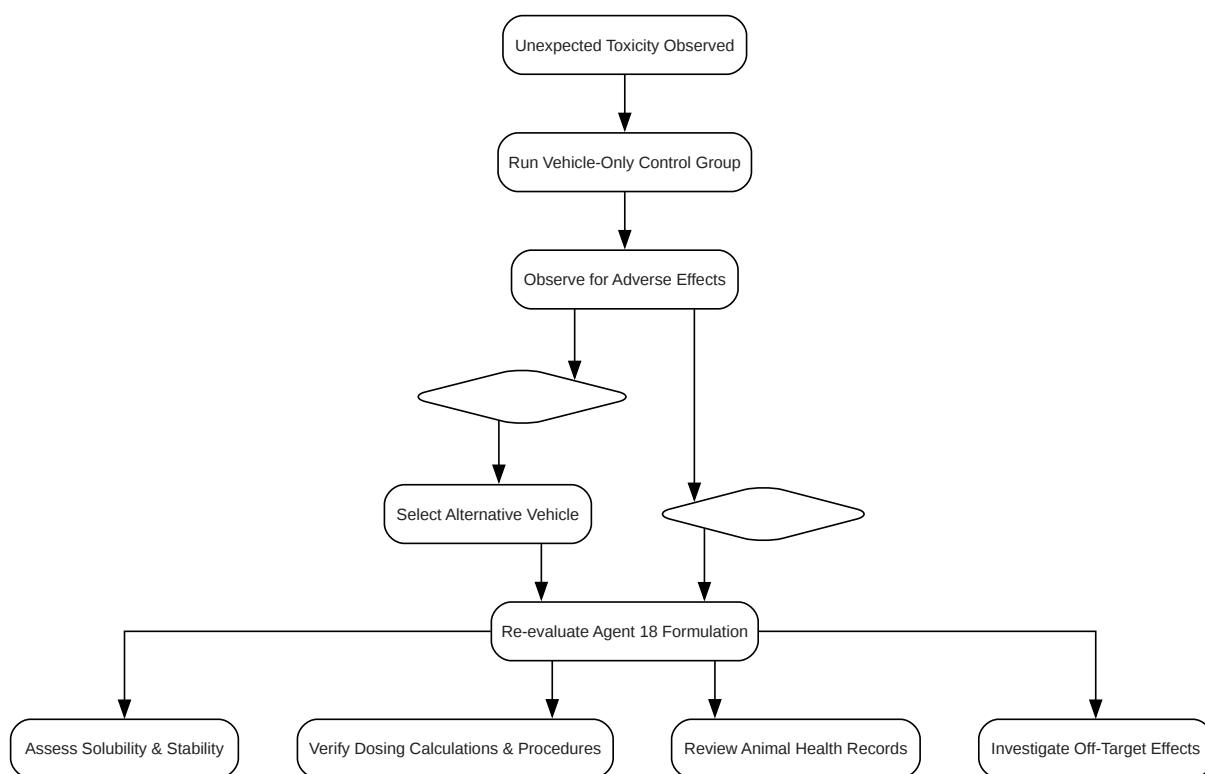 Unexpected Toxicity Observed
Run Vehicle-Only Control Group
Observe for Adverse Effects
Select Alternative Vehicle
Re-evaluate Agent 18 Formulation
Assess Solubility & Stability
Verify Dosing Calculations & Procedures
Review Animal Health Records
Investigate Off-Target Effects